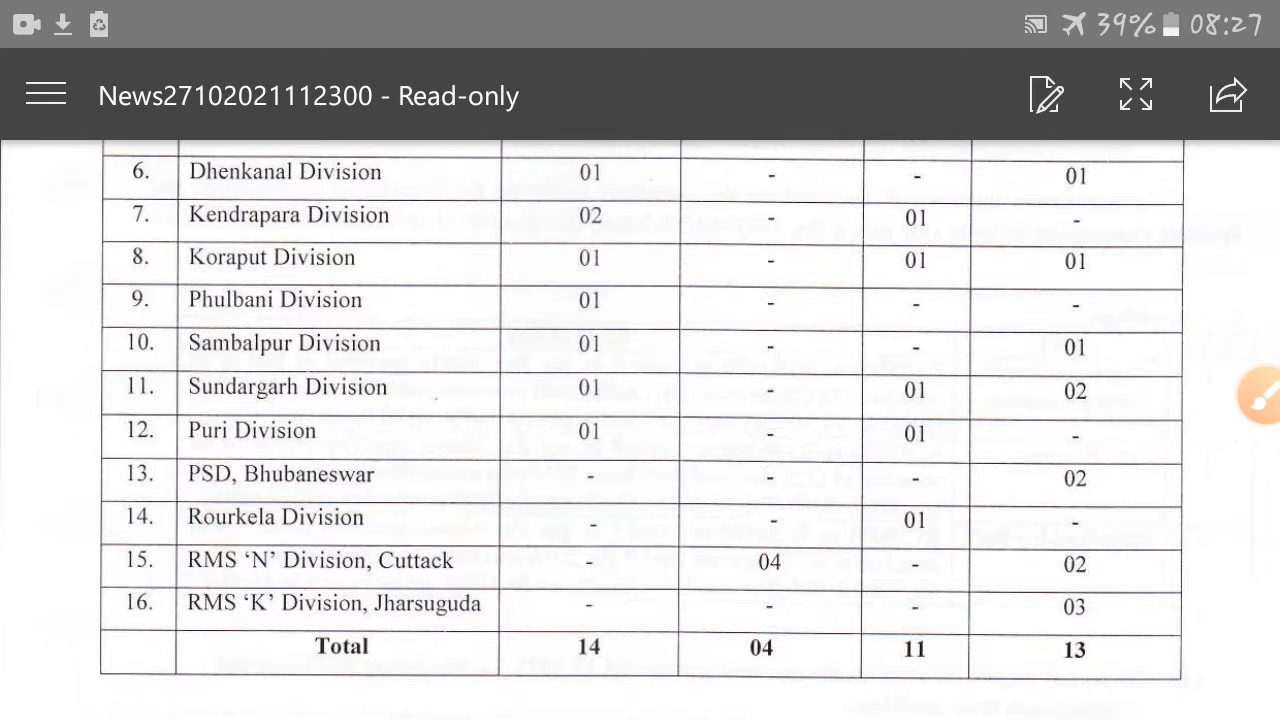 39% 08:27
News27102021112300 - Read-only
6. Dhenkanal Division 01 - - 01
7. Kendrapara Division 02 - 01 -
8. Koraput Division 01 - 01 01
9. Phulbani Division 01 - - -
10. Sambalpur Division 01 - - 01
11. Sundargarh Division 01 - 01 02
12. Puri Division 01 - 01 -
13. PSD, Bhubaneswar - - - 02
14. Rourkela Division - - 01 -
15. RMS ‘N’ Division, Cuttack - 04 - 02
16. RMS ‘K’ Division, Jharsuguda - - - 03
Total 14 04 11 13